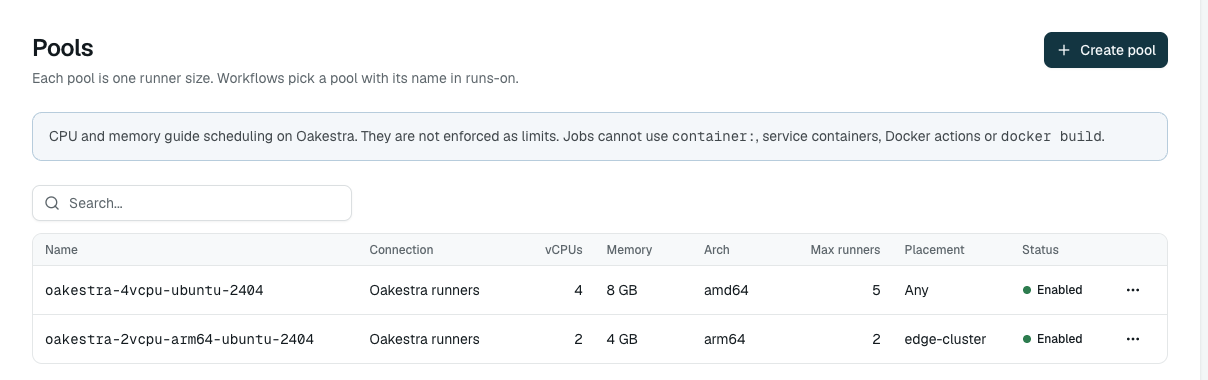 Pools
Create pool
Each pool is one runner size. Workflows pick a pool with its name in runs-on.
CPU and memory guide scheduling on Oakestra. They are not enforced as limits. Jobs cannot use container:, service containers, Docker actions or docker build.
Search...
Name Connection vCPUs Memory Arch Max runners Placement Status
oakestra-4vcpu-ubuntu-2404 Oakestra runners 4 8 GB amd64 5 Any Enabled
oakestra-2vcpu-arm64-ubuntu-2404 Oakestra runners 2 4 GB arm64 2 edge-cluster Enabled